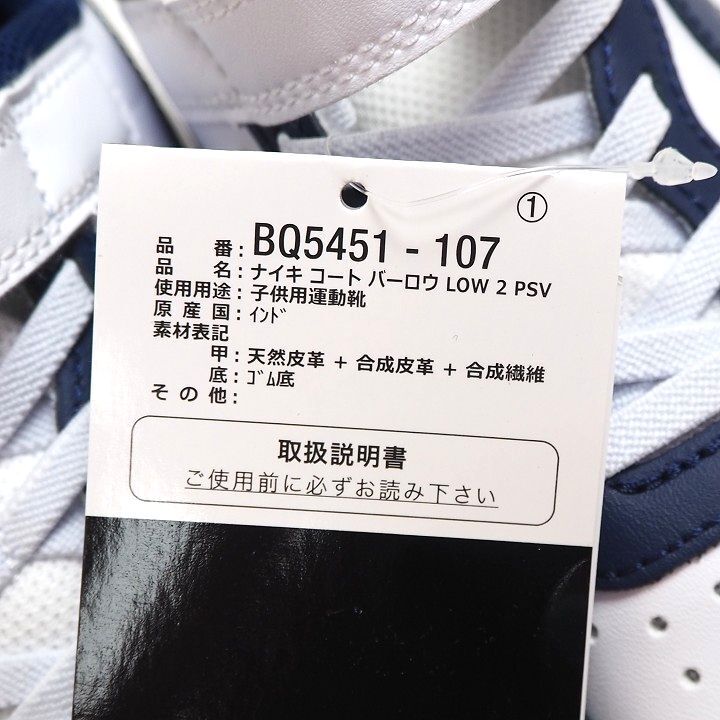 ①
品 番 : BQ5451 - 107
品 名 : ナイキ コート バーロウ LOW 2 PSV
使用用途 : 子供用運動靴
原 産 国 : ｲﾝﾄﾞ
素材表記
甲 : 天然皮革 + 合成皮革 + 合成繊維
底 : ｺﾞﾑ底
そ の 他 :
取扱説明書
ご使用前に必ずお読み下さい